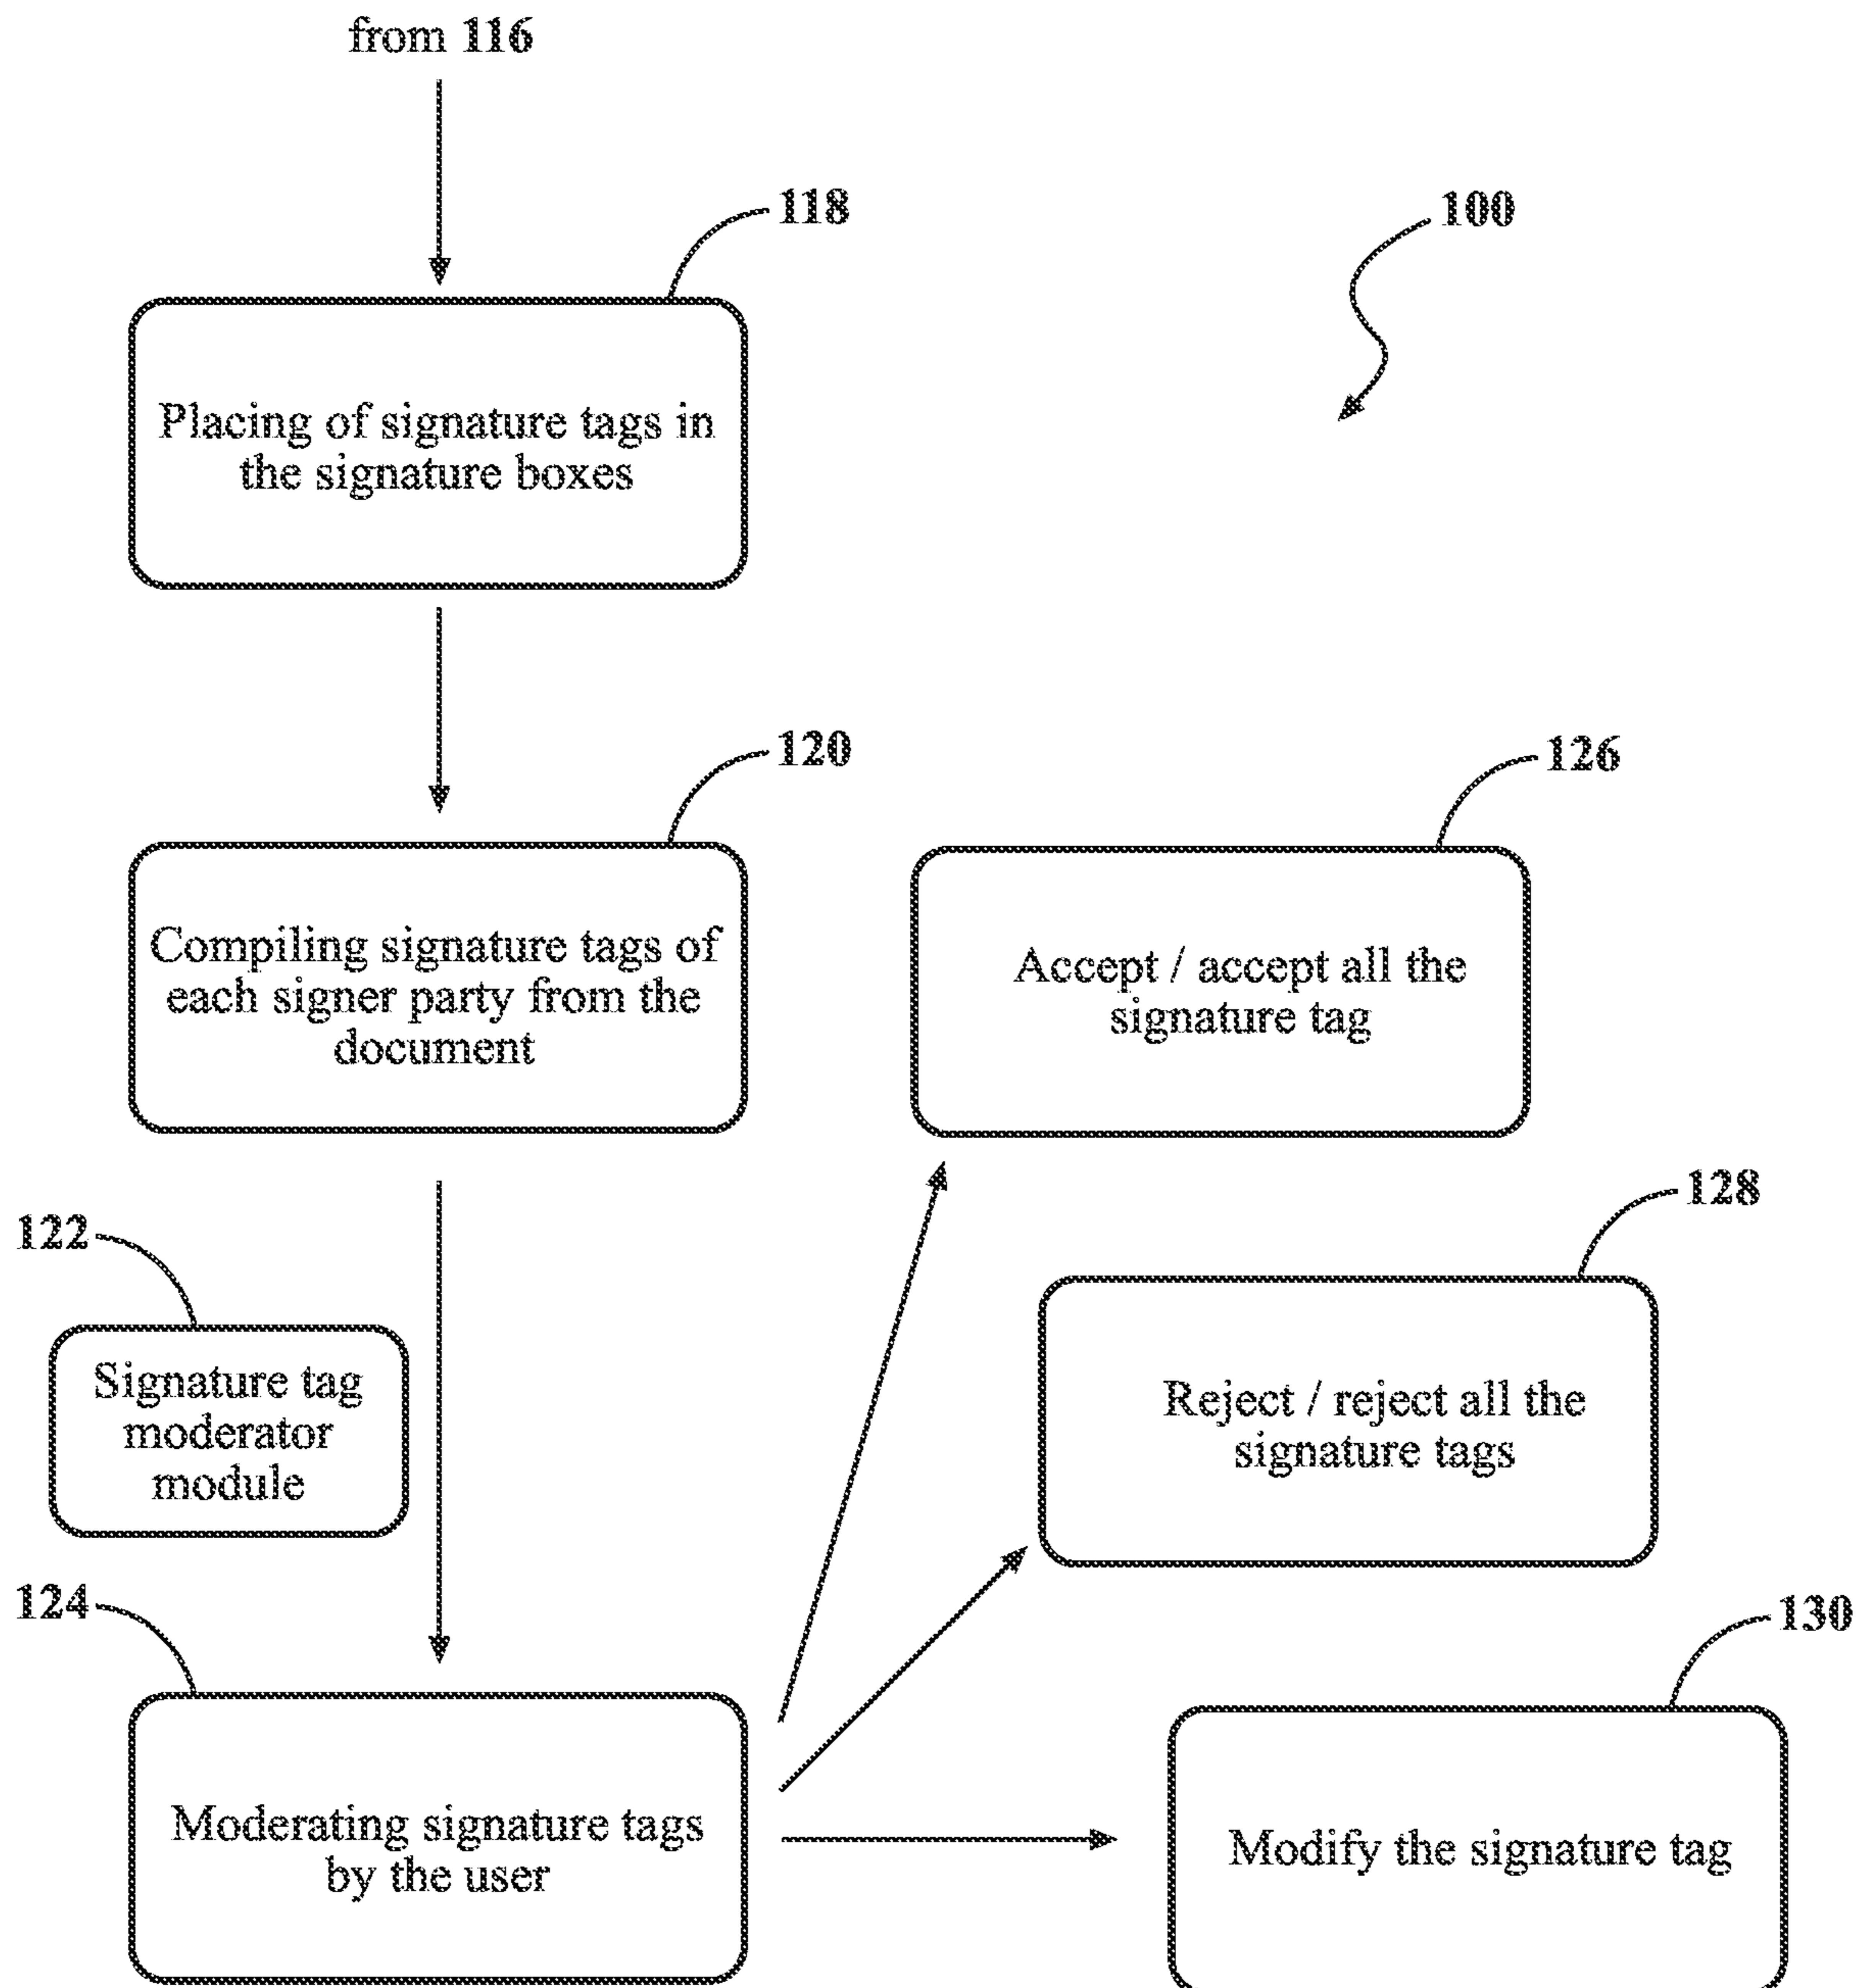 from 116
118
100
Placing of signature tags in
the signature boxes
120
126
Compiling signature tags of
each signer party from the
document
Accept / accept all the
signature tag
122
128
Signature tag
moderator
module
Reject / reject all the
signature tags
124
130
Moderating signature tags
by the user
Modify the signature tag